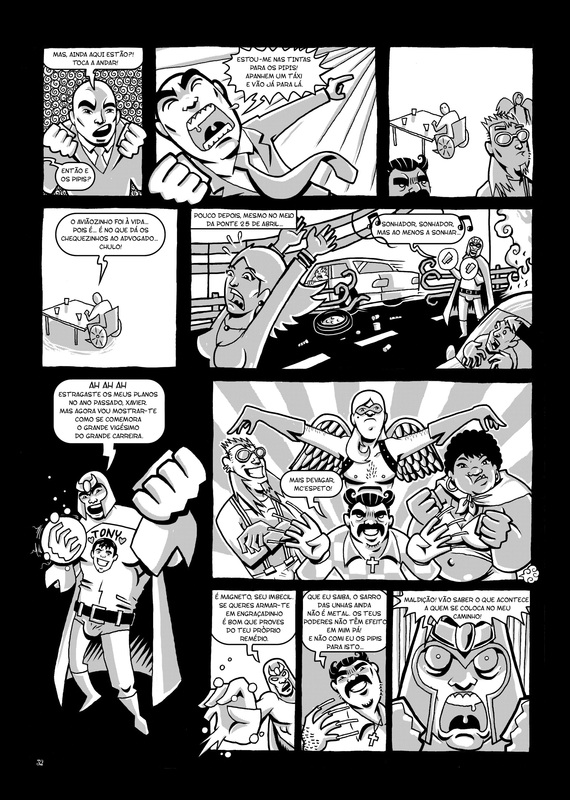 MAS, AINDA AQUI ESTÃO?!
TOCA A ANDAR!
ENTÃO E
OS PIPIS?
ESTOU-ME NAS TINTAS
PARA OS PIPIS!
APANHEM UM TÁXI
E VÃO JÁ PARA LÁ.
O AVIÃOZINHO FOI À VIDA...
POIS É... É NO QUE DÁ OS
CHEQUEZINHOS AO ADVOGADO...
CHULO!
POUCO DEPOIS, MESMO NO MEIO
DA PONTE 25 DE ABRIL...
SONHADOR, SONHADOR,
MAS AO MENOS A SONHAR...
AH AH AH
ESTRAGASTE OS MEUS PLANOS
NO ANO PASSADO, XAVIER.
MAS AGORA VOU MOSTRAR-TE
COMO SE COMEMORA
O GRANDE VIGÉSIMO
DO GRANDE CARREIRA.
TONY
MAIS DEVAGAR,
MC'ESPETO!
É MAGNETO, SEU IMBECIL.
SE QUERES ARMAR-TE
EM ENGRAÇADINHO
É BOM QUE PROVES
DO TEU PRÓPRIO
REMÉDIO.
QUE EU SAIBA, O SARRO
DAS UNHAS AINDA
NÃO É METAL. OS TEUS
PODERES NÃO TÊM EFEITO
EM MIM PÁ!
E NÃO COMI EU OS PIPIS
PARA ISTO...
MALDIÇÃO! VÃO SABER O QUE ACONTECE
A QUEM SE COLOCA NO MEU
CAMINHO!
32